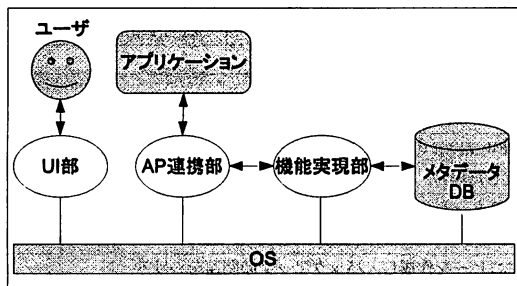 ユーザ
アプリケーション
UI部
AP連携部
機能実現部
メタデータ
DB
OS